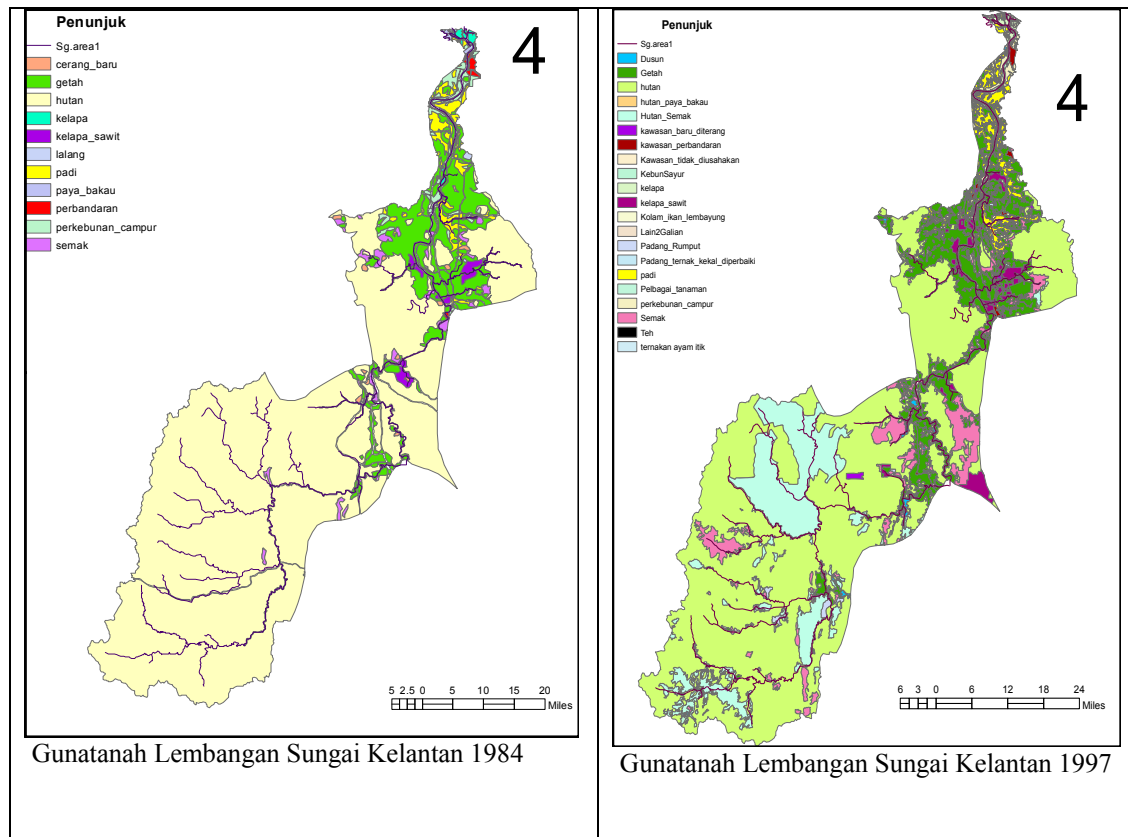 Penunjuk
4
Sg.area1
cerang_baru
getah
hutan
kelapa
kelapa_sawit
lalang
padi
paya_bakau
perbandaran
perkebunan_campur
semak
5 2.5 0 5 10 15 20
Miles
Gunatanah Lembangan Sungai Kelantan 1984
Penunjuk
4
Sg.area1
Dusun
Getah
hutan
hutan_paya_bakau
Hutan_Semak
kawasan_baru_diterang
kawasan_perbandaran
Kawasan_tidak_diusahakan
KebunSayur
kelapa
kelapa_sawit
Kolam_ikan_lembayung
Lain2Galian
Padang_Rumput
Padang_ternak_kekal_diperbaiki
padi
Pelbagai_tanaman
perkebunan_campur
Semak
Teh
ternakan ayam itik
6 3 0 6 12 18 24
Miles
Gunatanah Lembangan Sungai Kelantan 1997